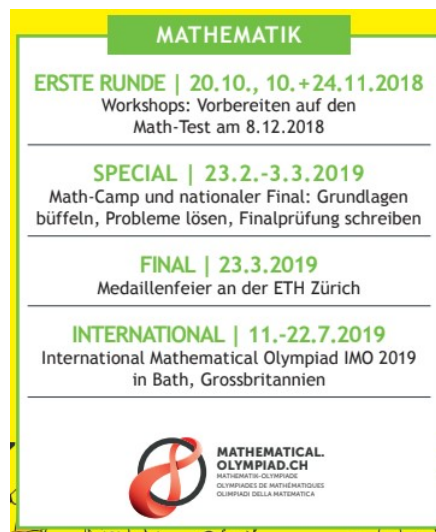 MATHEMATIK
ERSTE RUNDE | 20.10., 10.+24.11.2018
Workshops: Vorbereiten auf den
Math-Test am 8.12.2018
SPECIAL | 23.2.-3.3.2019
Math-Camp und nationaler Final: Grundlagen
büffeln, Probleme lösen, Finalprüfung schreiben
FINAL | 23.3.2019
Medaillenfeier an der ETH Zürich
INTERNATIONAL | 11.-22.7.2019
International Mathematical Olympiad IMO 2019
in Bath, Grossbritannien
MATHEMATICAL.
OLYMPIAD.CH
MATHEMATIK-OLYMPIADE
OLYMPIADES DE MATHÉMATIQUES
OLIMPIADI DELLA MATEMATICA